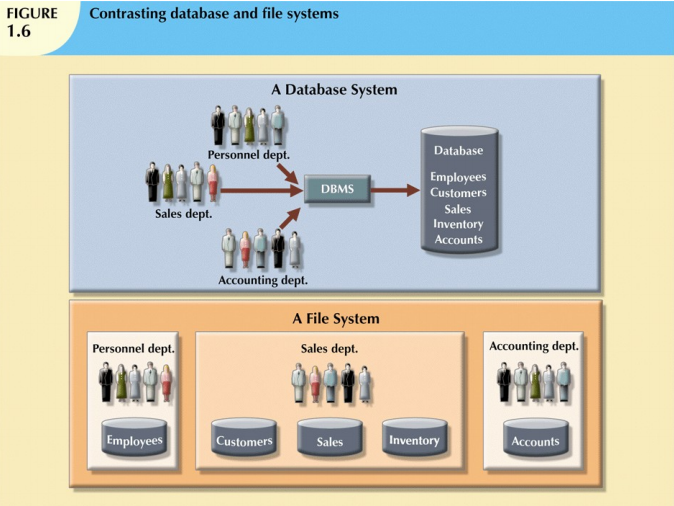 FIGURE
1.6
Contrasting database and file systems
A Database System
Personnel dept.
Sales dept.
Accounting dept.
DBMS
Database
Employees
Customers
Sales
Inventory
Accounts
A File System
Personnel dept.
Employees
Sales dept.
Customers
Sales
Inventory
Accounting dept.
Accounts